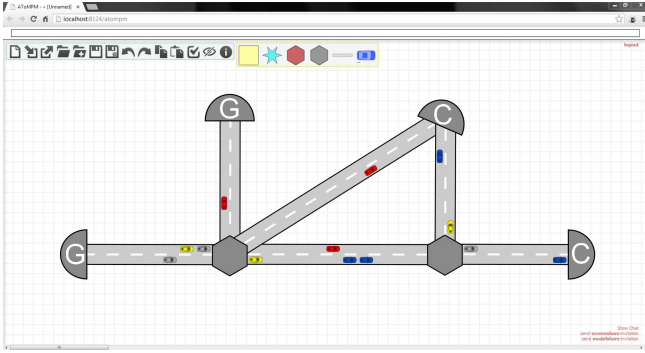 AToMPM - [Unnamed]
localhost:8124/atompm
logout
G
C
G
C
Show Chat
send screenshare invitation
send modelshare invitation